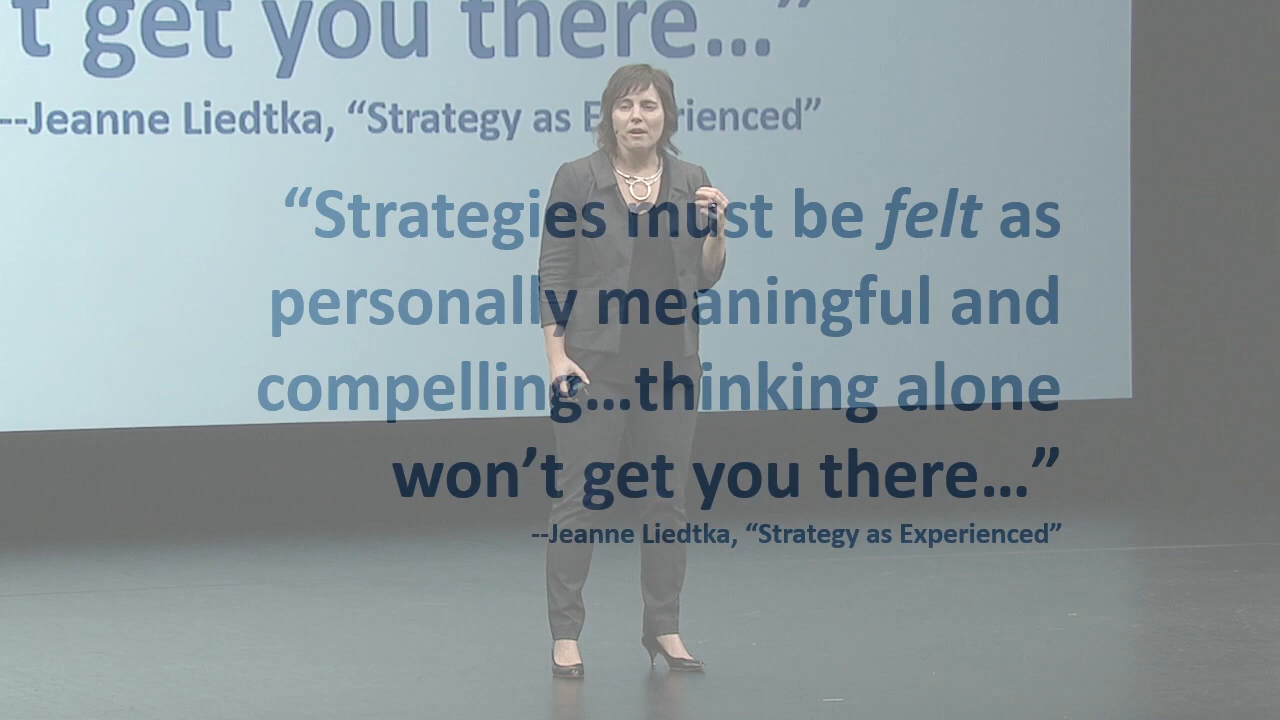 t get you there…”
--Jeanne Liedtka, “Strategy as Experienced”
“Strategies must be felt as
personally meaningful and
compelling…thinking alone
won’t get you there…”
--Jeanne Liedtka, “Strategy as Experienced”